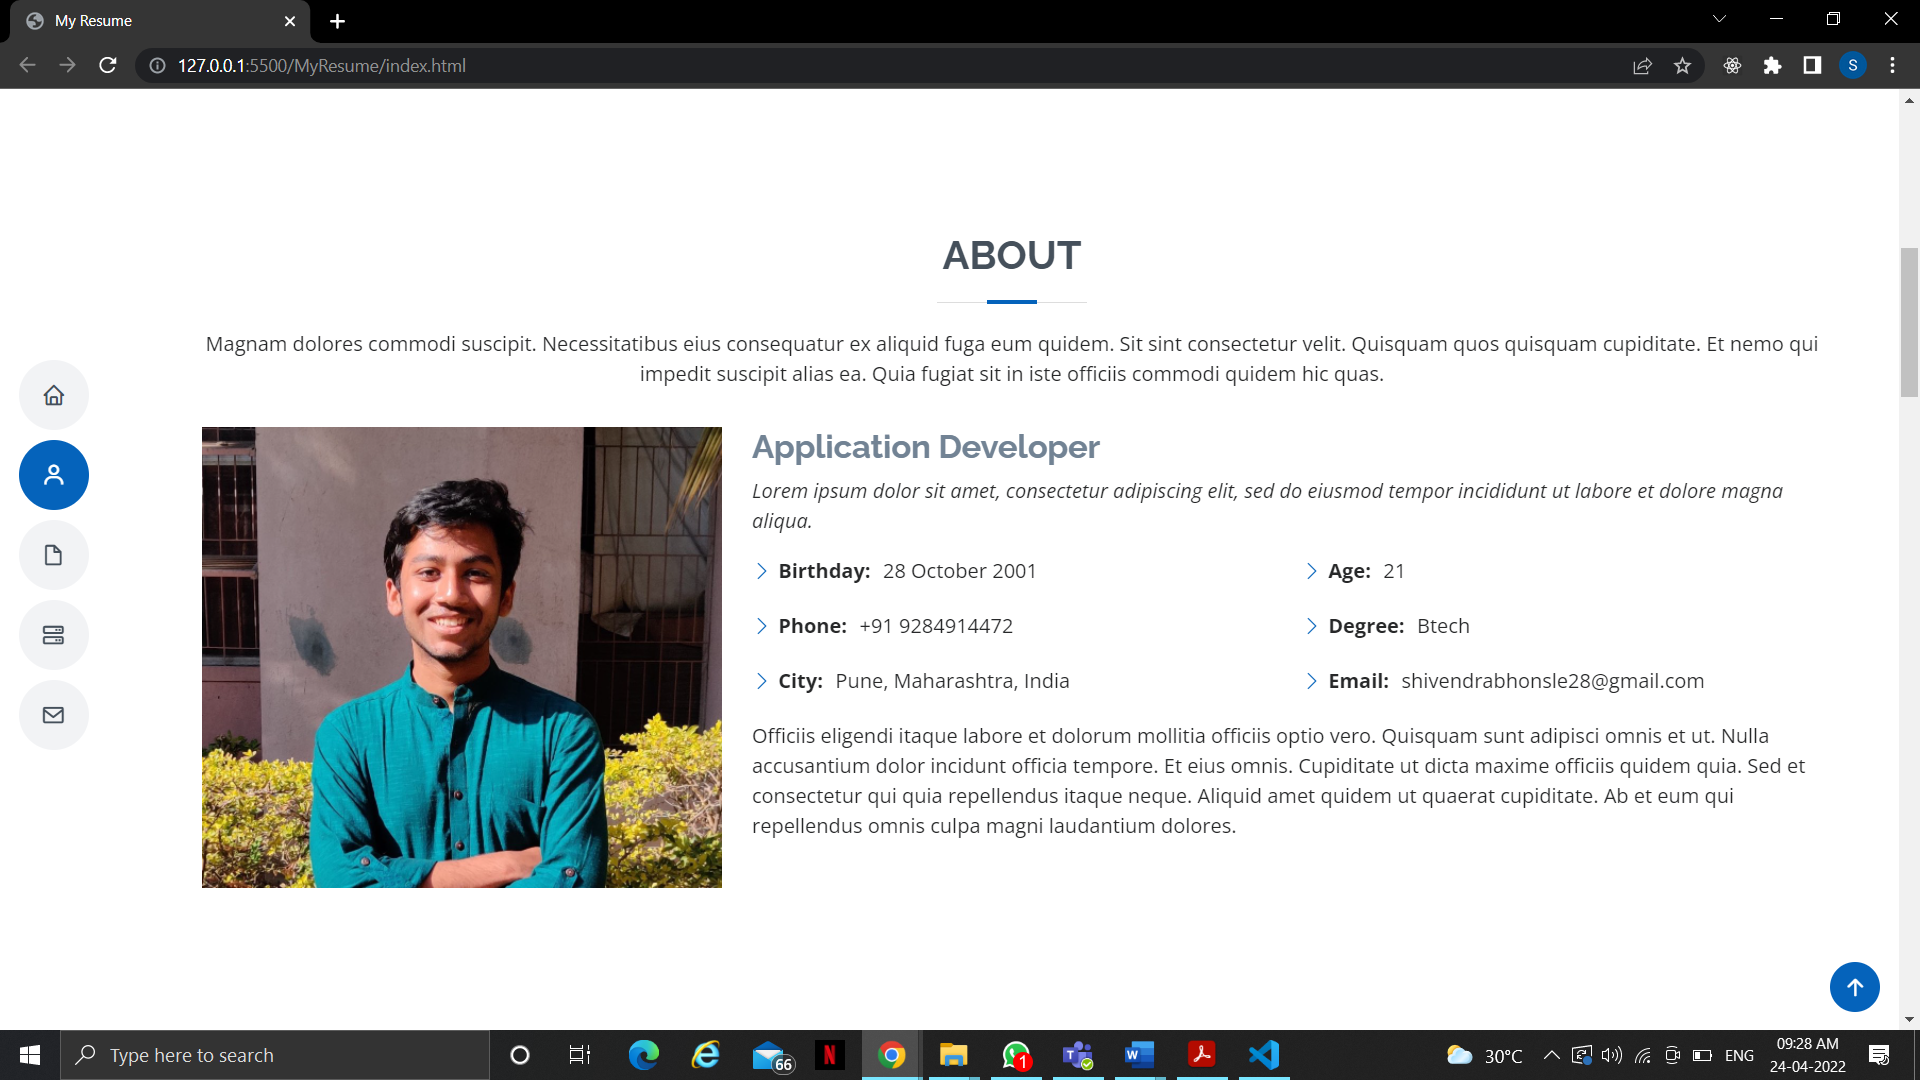 My Resume
127.0.0.1:5500/MyResume/index.html
S
ABOUT
Magnam dolores commodi suscipit. Necessitatibus eius consequatur ex aliquid fuga eum quidem. Sit sint consectetur velit. Quisquam quos quisquam cupiditate. Et nemo qui
impedit suscipit alias ea. Quia fugiat sit in iste officiis commodi quidem hic quas.
Application Developer
Lorem ipsum dolor sit amet, consectetur adipiscing elit, sed do eiusmod tempor incididunt ut labore et dolore magna
aliqua.
Birthday: 28 October 2001
Age: 21
Phone: +91 9284914472
Degree: Btech
City: Pune, Maharashtra, India
Email: shivendrabhonsle28@gmail.com
Officiis eligendi itaque labore et dolorum mollitia officiis optio vero. Quisquam sunt adipisci omnis et ut. Nulla
accusantium dolor incidunt officia tempore. Et eius omnis. Cupiditate ut dicta maxime officiis quidem quia. Sed et
consectetur qui quia repellendus itaque neque. Aliquid amet quidem ut quaerat cupiditate. Ab et eum qui
repellendus omnis culpa magni laudantium dolores.
Type here to search
66
N
1
T
W
30°C
ENG
09:28 AM
24-04-2022